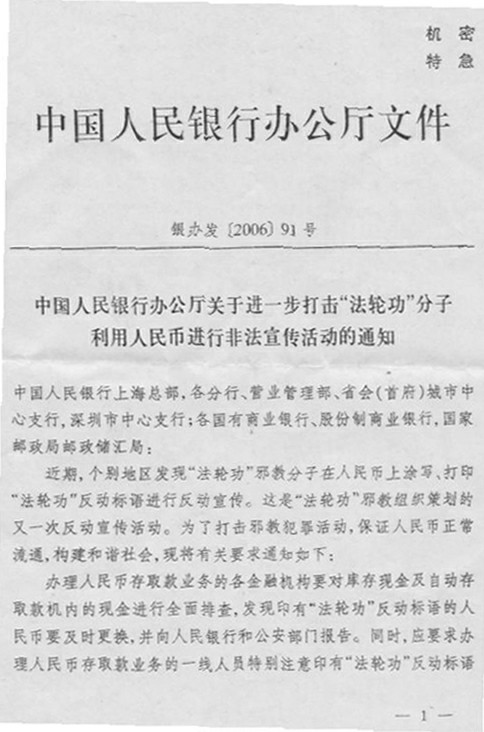 机 密
特 急
中国人民银行办公厅文件
银办发〔2006〕91号
中国人民银行办公厅关于进一步打击“法轮功”分子
利用人民币进行非法宣传活动的通知
中国人民银行上海总部,各分行、营业管理部、省会(首府)城市中
心支行,深圳市中心支行;各国有商业银行、股份制商业银行,国家
邮政局邮政储汇局:
近期,个别地区发现“法轮功”邪教分子在人民币上涂写、打印
“法轮功”反动标语进行反动宣传。这是“法轮功”邪教组织策划的
又一次反动宣传活动。为了打击邪教犯罪活动,保证人民币正常
流通,构建和谐社会,现将有关要求通知如下:
办理人民币存取款业务的各金融机构要对库存现金及自动存
取款机内的现金进行全面排查,发现印有“法轮功”反动标语的人
民币要及时更换,并向人民银行和公安部门报告。同时,应要求办
理人民币存取款业务的一线人员特别注意印有“法轮功”反动标语
— 1 —